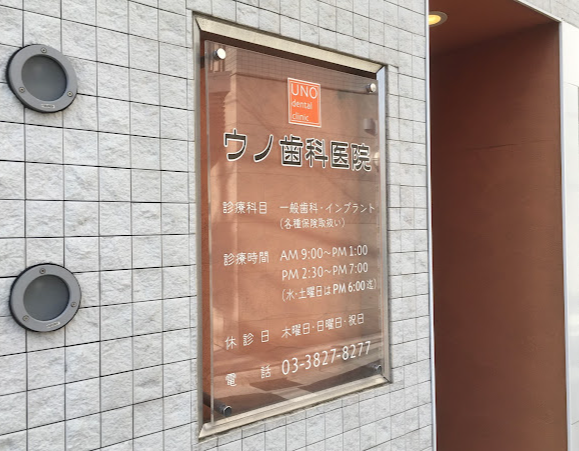 UNO
dental
clinic
ウノ歯科医院
診療科目 一般歯科・インプラント
(各種保険取扱い)
診療時間 AM 9:00～PM 1:00
PM 2:30～PM 7:00
(水・土曜日はPM 6:00迄)
休診日 木曜日・日曜日・祝日
電話 03-3827-8277